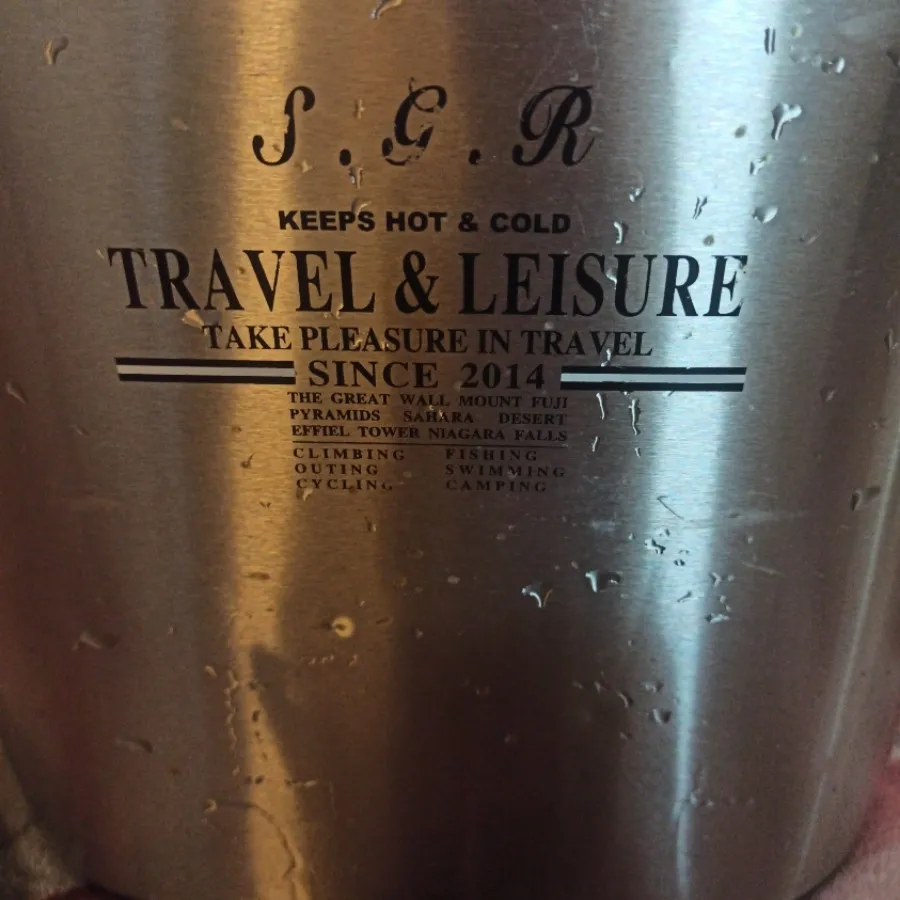 S.G.R
KEEPS HOT & COLD
TRAVEL & LEISURE
TAKE PLEASURE IN TRAVEL
SINCE 2014
THE GREAT WALL MOUNT FUJI
PYRAMIDS SAHARA DESERT
EFFIEL TOWER NIAGARA FALLS
CLIMBING FISHING
OUTING SWIMMING
CYCLING CAMPING